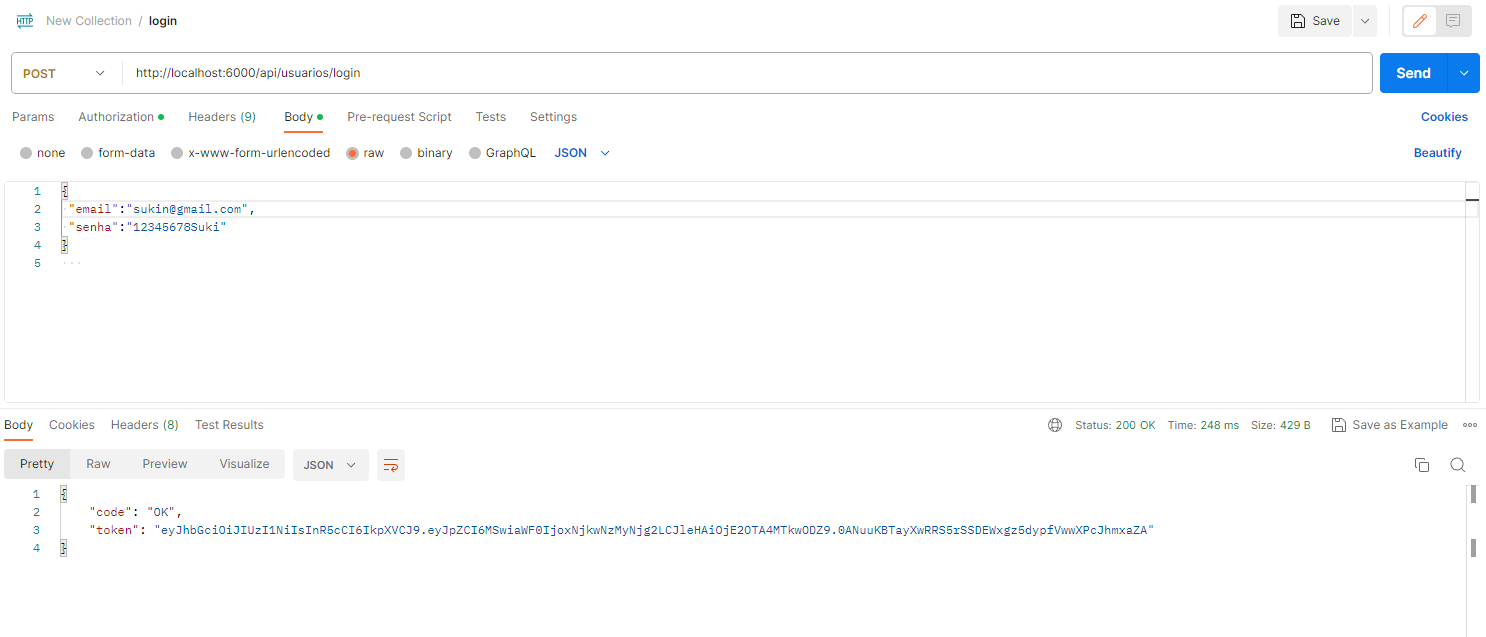 HTTP New Collection / login Save
POST http://localhost:6000/api/usuarios/login Send
Params Authorization Headers (9) Body Pre-request Script Tests Settings Cookies
none form-data x-www-form-urlencoded raw binary GraphQL JSON Beautify
1 {
2 "email":"sukin@gmail.com",
3 "senha":"12345678Suki"
4 }
5
Body Cookies Headers (8) Test Results Status: 200 OK Time: 248 ms Size: 429 B Save as Example
Pretty Raw Preview Visualize JSON
1 {
2 "code": "OK",
3 "token": "eyJhbGciOiJIUzI1NiIsInR5cCI6IkpXVCJ9.eyJpZCI6MSwiaWF0IjoxNjkwNzMyNjg2LCJleHAiOjE2OTA4MTkwODZ9.0ANuuKBTayXwRRS5rSSDEWxgz5dypfVwwXPcJhmxaZA"
4 }